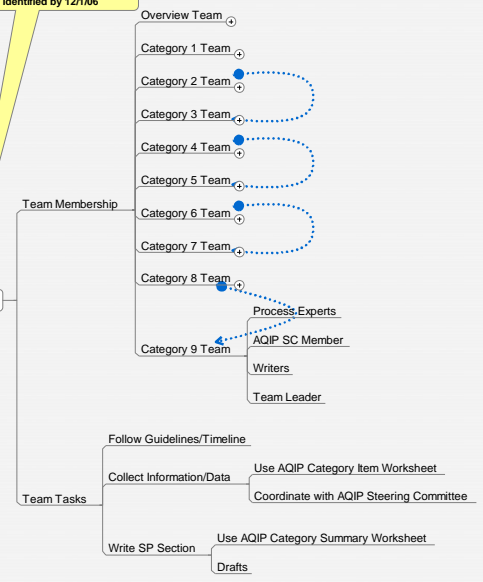 Identified by 12/1/06
Overview Team
Category 1 Team
Category 2 Team
Category 3 Team
Category 4 Team
Category 5 Team
Team Membership
Category 6 Team
Category 7 Team
Category 8 Team
Category 9 Team
Process Experts
AQIP SC Member
Writers
Team Leader
Team Tasks
Follow Guidelines/Timeline
Collect Information/Data
Use AQIP Category Item Worksheet
Coordinate with AQIP Steering Committee
Write SP Section
Use AQIP Category Summary Worksheet
Drafts